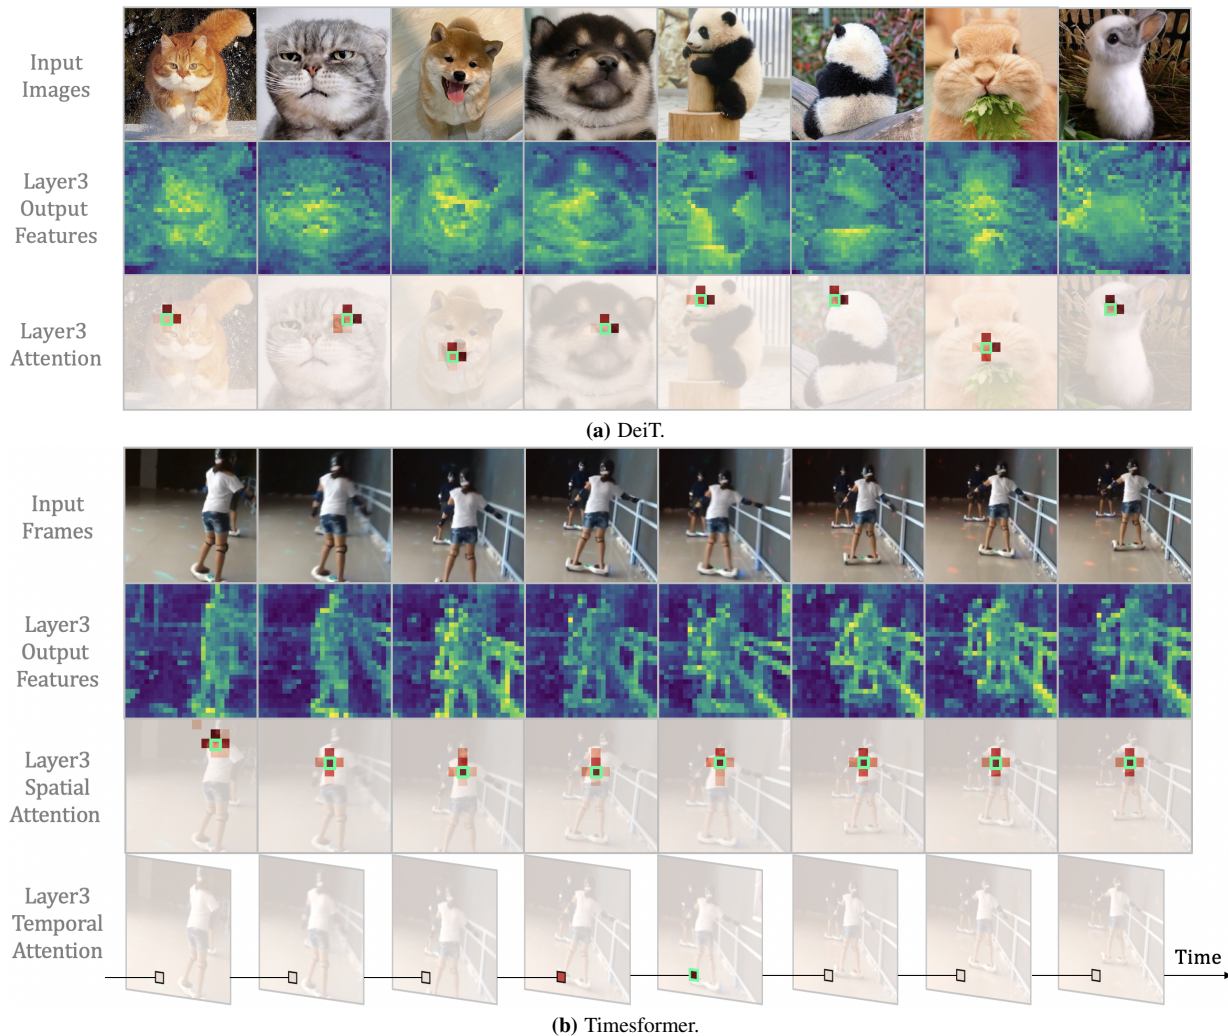 Input
Images
Layer3
Output
Features
Layer3
Attention
(a) DeiT.
Input
Frames
Layer3
Output
Features
Layer3
Spatial
Attention
Layer3
Temporal
Attention
Time
(b) Timesformer.